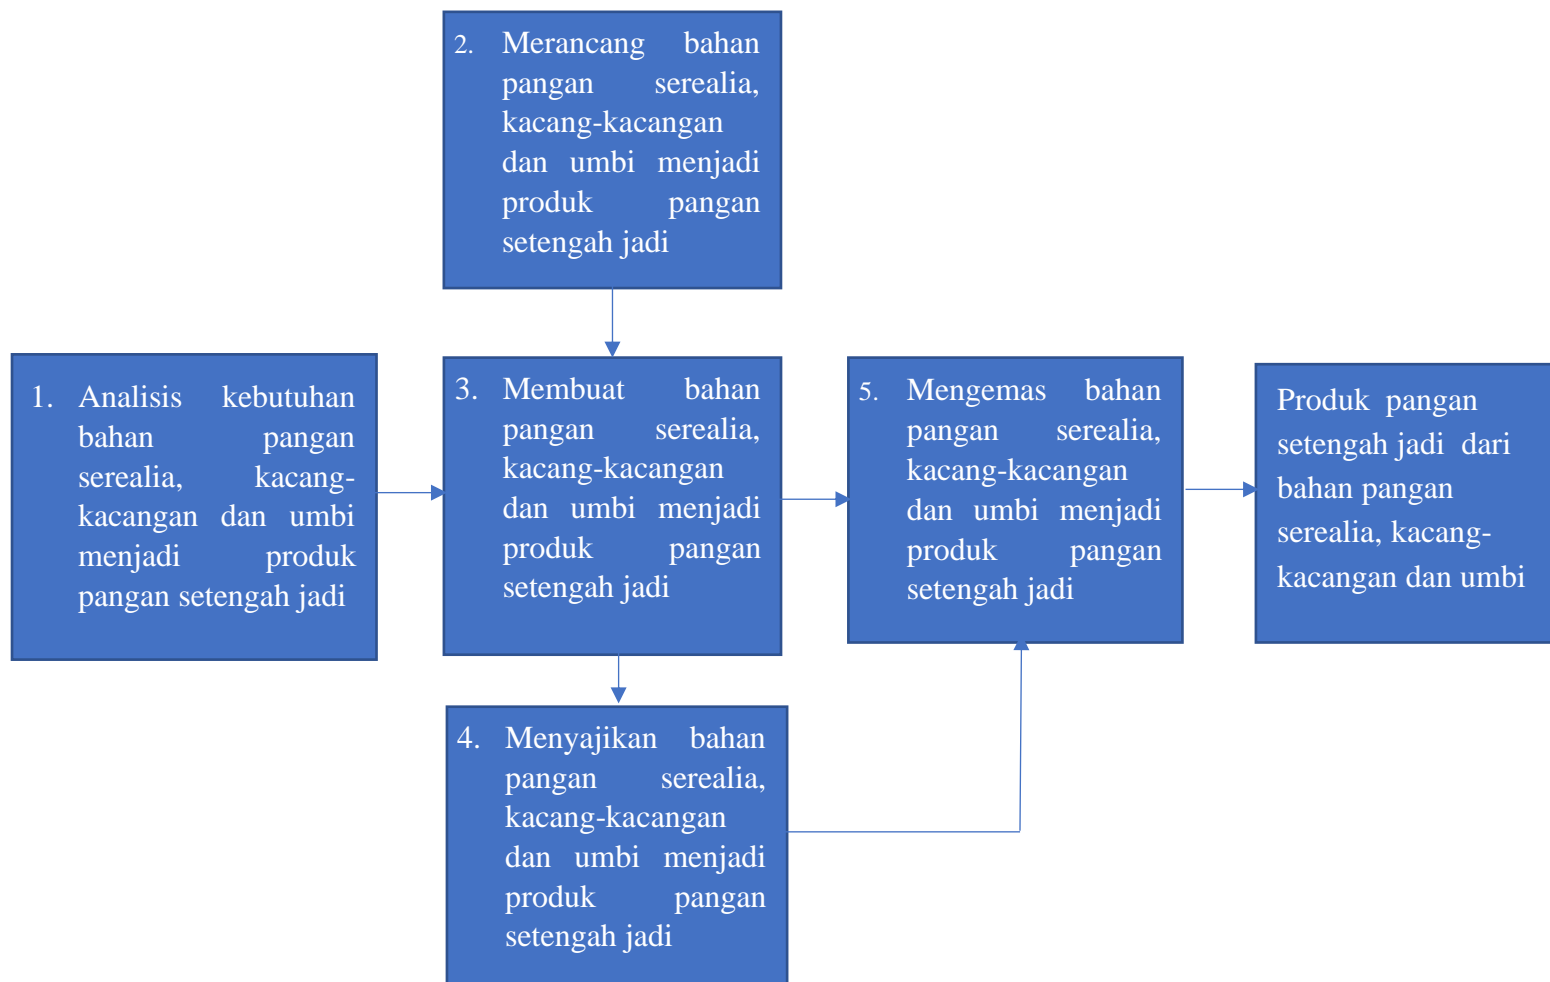 2. Merancang bahan
pangan serealia,
kacang-kacangan
dan umbi menjadi
produk pangan
setengah jadi
1. Analisis kebutuhan
bahan pangan
serealia, kacang-
kacangan dan umbi
menjadi produk
pangan setengah jadi
3. Membuat bahan
pangan serealia,
kacang-kacangan
dan umbi menjadi
produk pangan
setengah jadi
5. Mengemas bahan
pangan serealia,
kacang-kacangan
dan umbi menjadi
produk pangan
setengah jadi
Produk pangan
setengah jadi dari
bahan pangan
serealia, kacang-
kacangan dan umbi
4. Menyajikan bahan
pangan serealia,
kacang-kacangan
dan umbi menjadi
produk pangan
setengah jadi